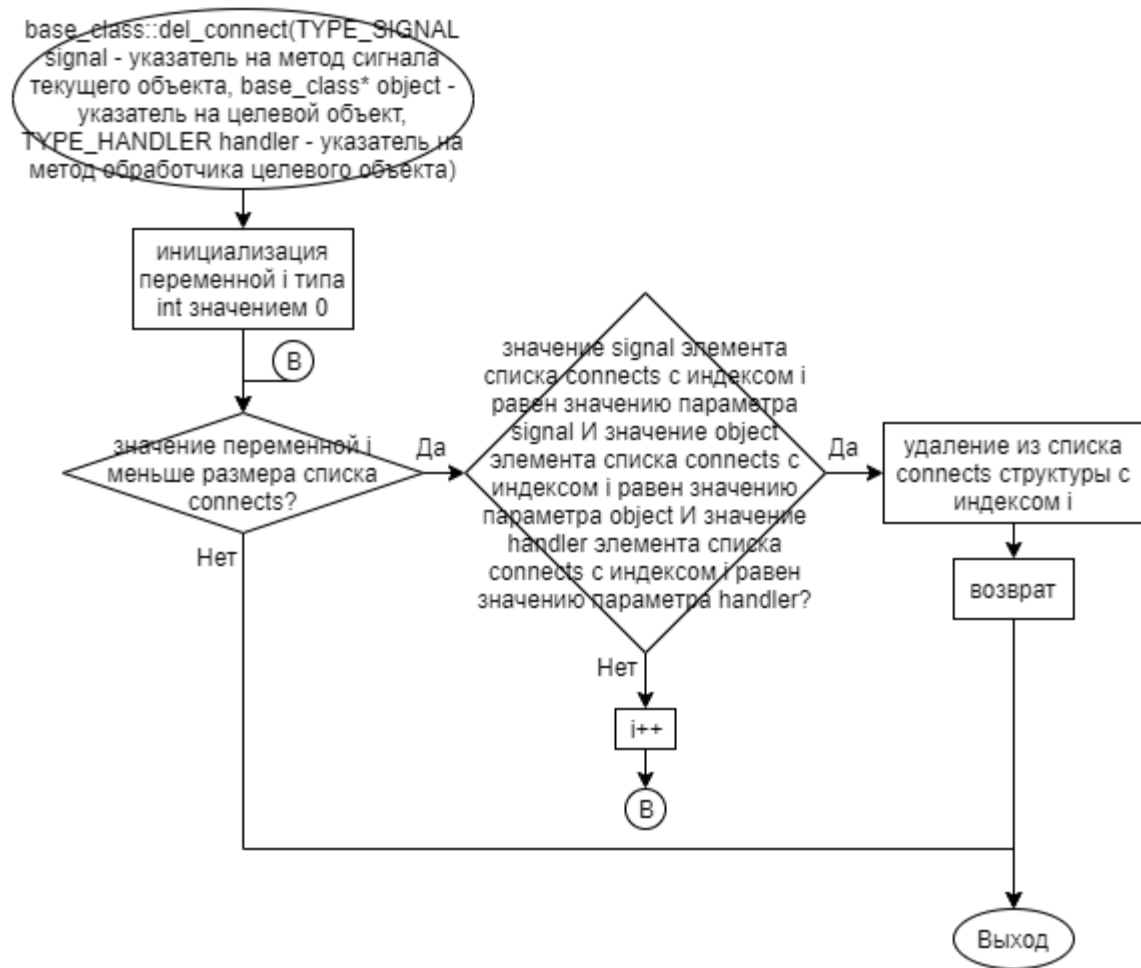 base_class::del_connect(TYPE_SIGNAL
signal - указатель на метод сигнала
текущего объекта, base_class* object -
указатель на целевой объект,
TYPE_HANDLER handler - указатель на
метод обработчика целевого объекта)
инициализация
переменной i типа
int значением 0
B
значение переменной i
меньше размера списка
connects?
Да
Нет
значение signal элемента
списка connects с индексом i
равен значению параметра
signal И значение object
элемента списка connects с
индексом i равен значению
параметра object И значение
handler элемента списка
connects с индексом i равен
значению параметра handler?
Да
Нет
i++
B
удаление из списка
connects структуры с
индексом i
возврат
Выход